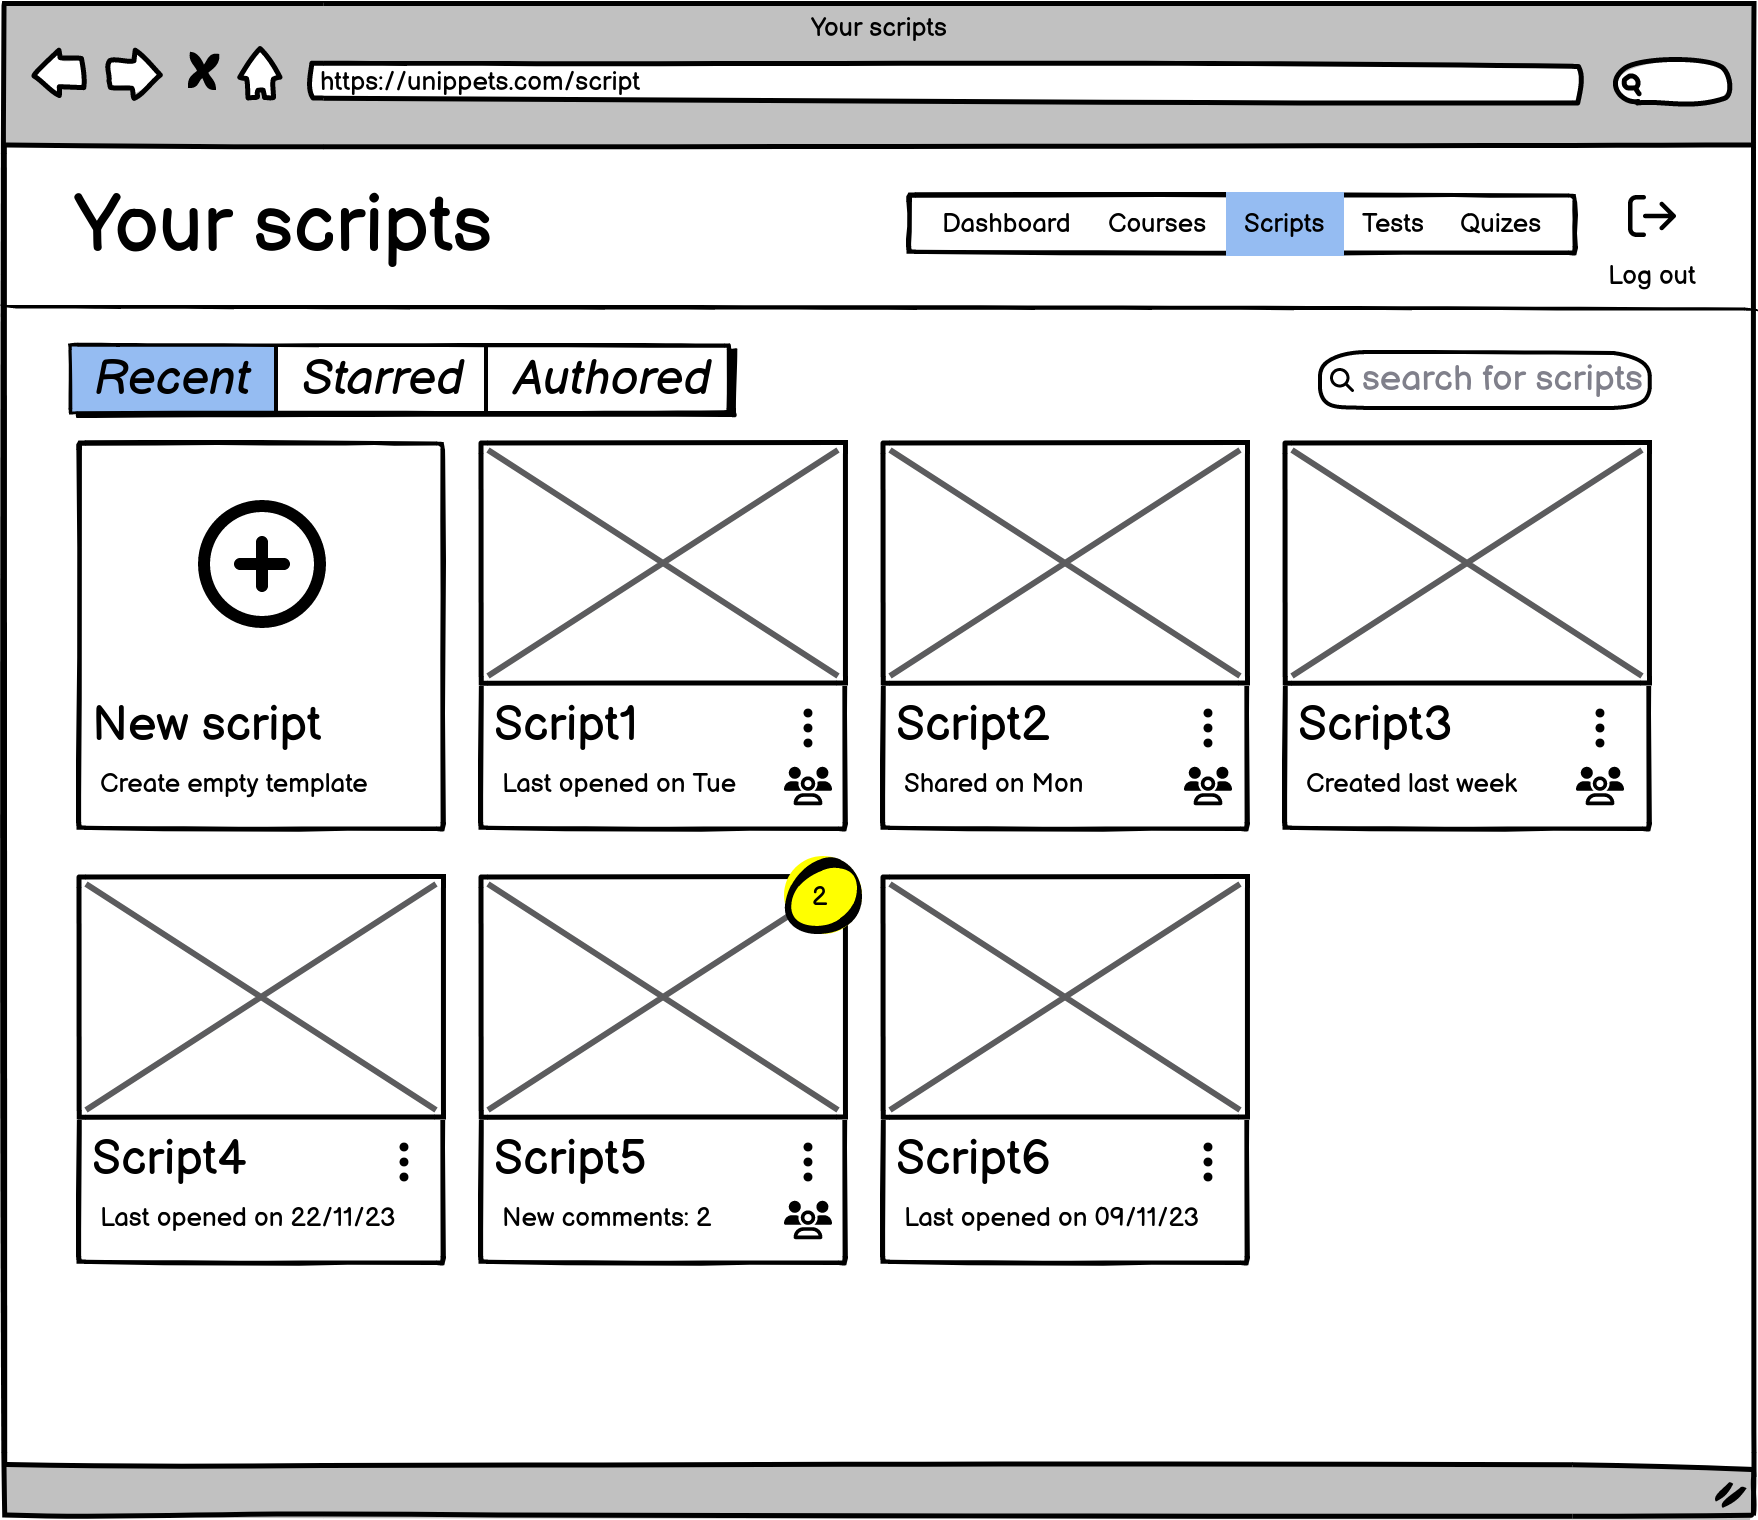 Your scripts
https://unippets.com/script
Your scripts
Dashboard Courses Scripts Tests Quizes
Log out
Recent Starred Authored
search for scripts
New script
Create empty template
Script1
Last opened on Tue
Script2
Shared on Mon
Script3
Created last week
2
Script4
Last opened on 22/11/23
Script5
New comments: 2
Script6
Last opened on 09/11/23